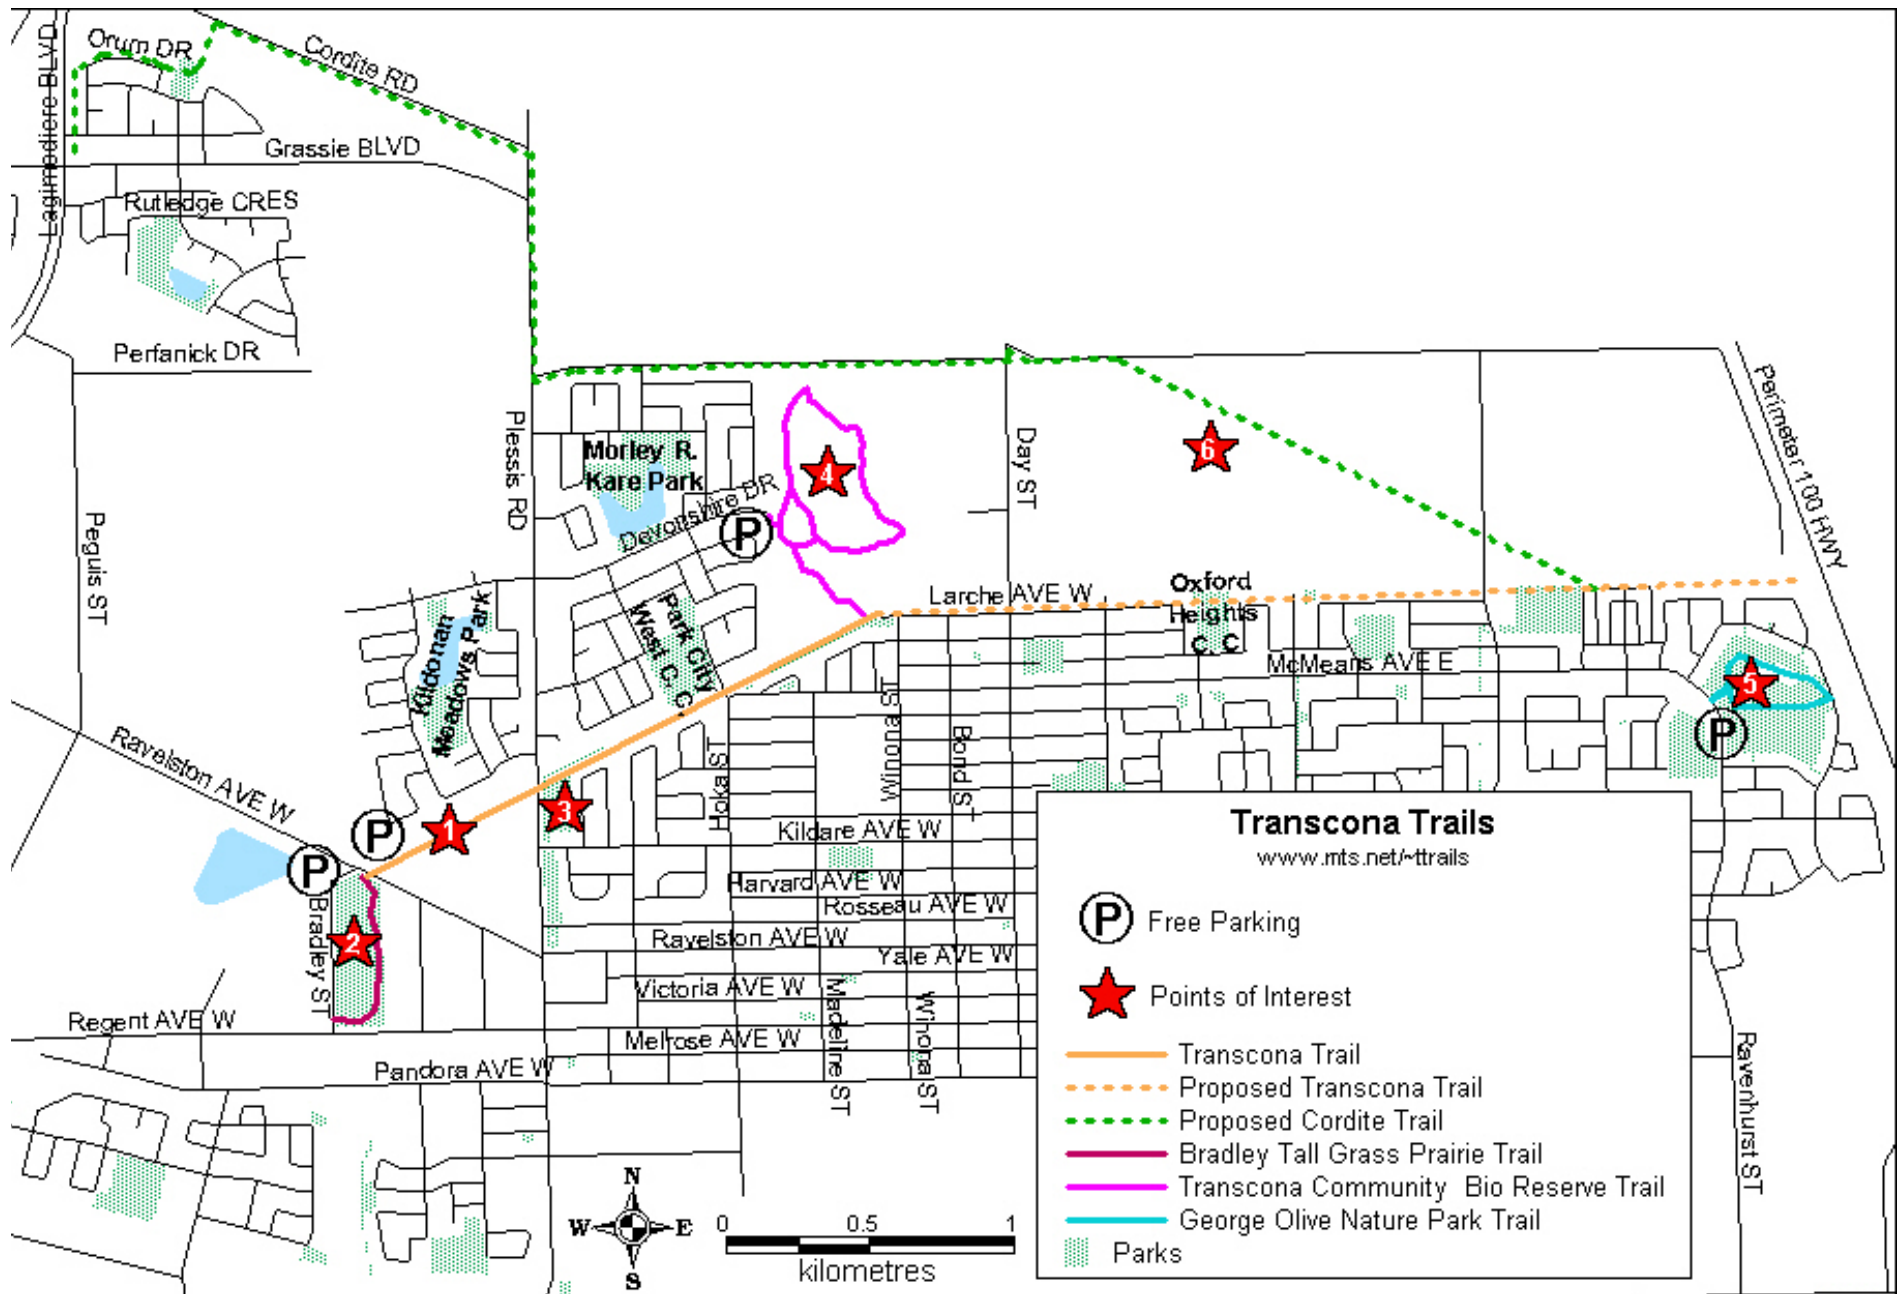 Orum DR
Cordite RD
Lagimodiere BLVD
Grassie BLVD
Rutledge CRES
Perfanick DR
Plessis RD
Morley R.
Kare Park
Devonshire DR
4
6
Day ST
Perimeter 100 HWY
Peguis ST
P
Larche AVE W
Oxford
Heights
C. C
Kildonan
Meadows Park
Park City
West C. C.
McMeans AVE E
5
P
Ravelston AVE W
Winona ST
Bond ST
Hoka ST
P
1
3
Kildare AVE W
P
Harvard AVE W
Rosseau AVE W
Bradley ST
2
Ravelston AVE W
Yale AVE W
Victoria AVE W
Madeline ST
Winona ST
Regent AVE W
Melrose AVE W
Pandora AVE W
Ravenhurst ST
Transcona Trails
www.mts.net/~ttrails
P Free Parking
Points of Interest
Transcona Trail
Proposed Transcona Trail
Proposed Cordite Trail
Bradley Tall Grass Prairie Trail
Transcona Community Bio Reserve Trail
George Olive Nature Park Trail
Parks
N
W E
S
0 0.5 1
kilometres